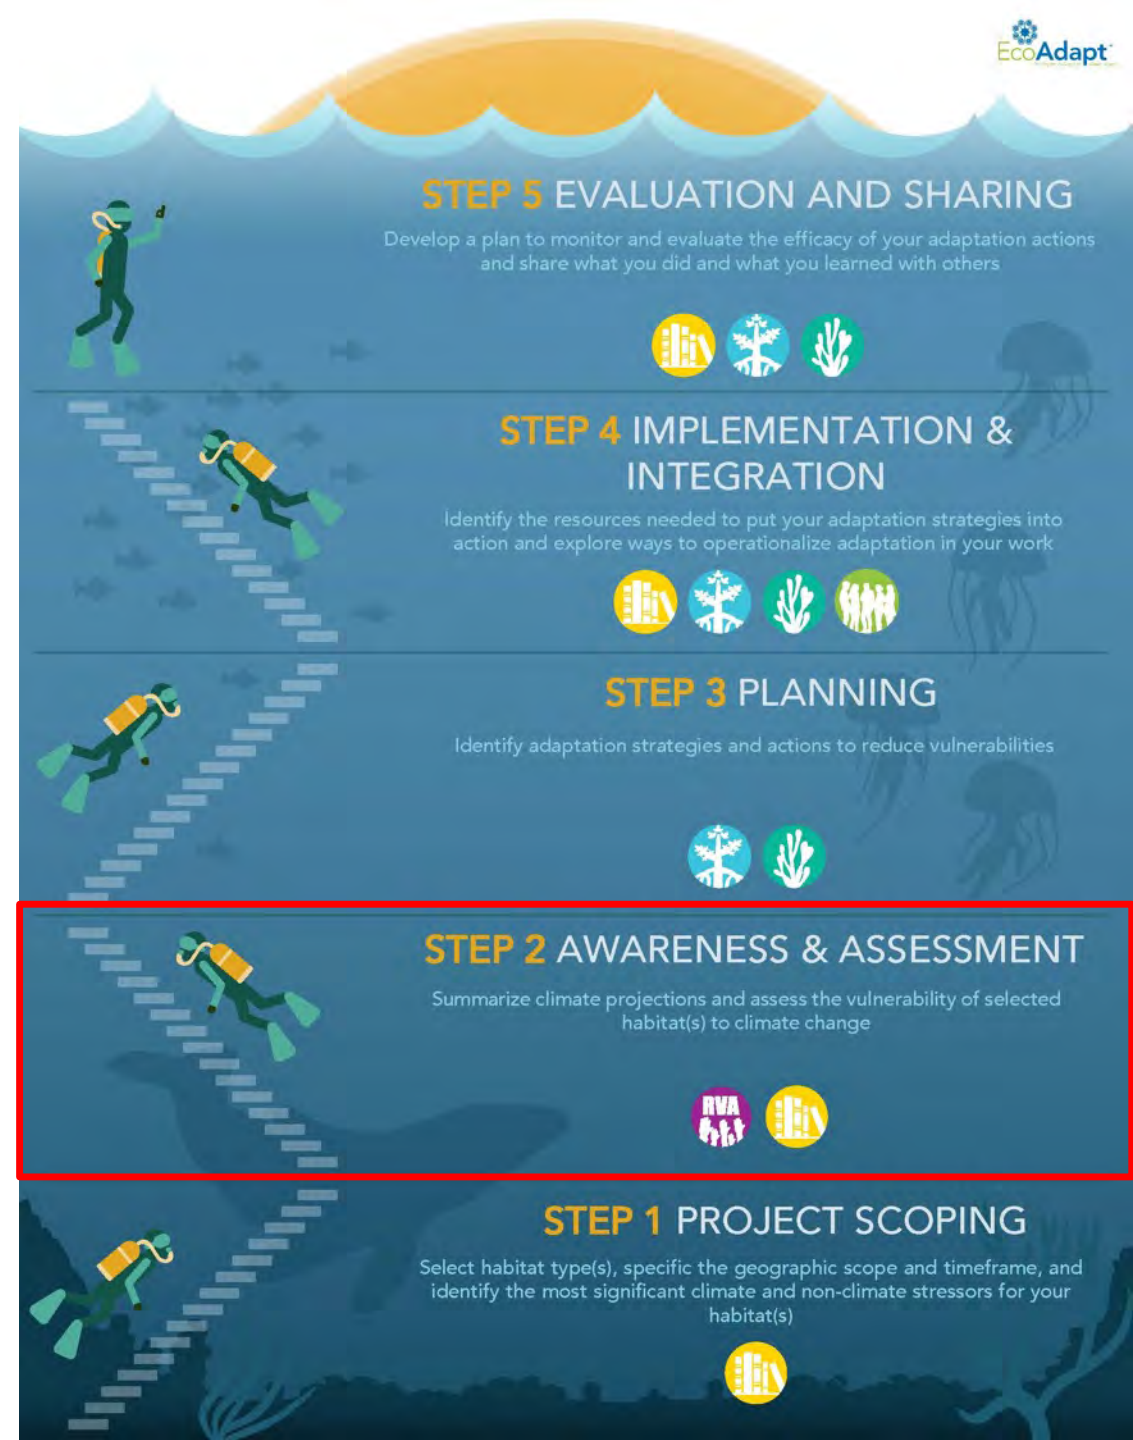 EcoAdapt
STEP 5 EVALUATION AND SHARING
Develop a plan to monitor and evaluate the efficacy of your adaptation actions
and share what you did and what you learned with others
STEP 4 IMPLEMENTATION &
INTEGRATION
Identify the resources needed to put your adaptation strategies into
action and explore ways to operationalize adaptation in your work
STEP 3 PLANNING
Identify adaptation strategies and actions to reduce vulnerabilities
STEP 2 AWARENESS & ASSESSMENT
Summarize climate projections and assess the vulnerability of selected
habitat(s) to climate change
RVA
STEP 1 PROJECT SCOPING
Select habitat type(s), specific the geographic scope and timeframe, and
identify the most significant climate and non-climate stressors for your
habitat(s)